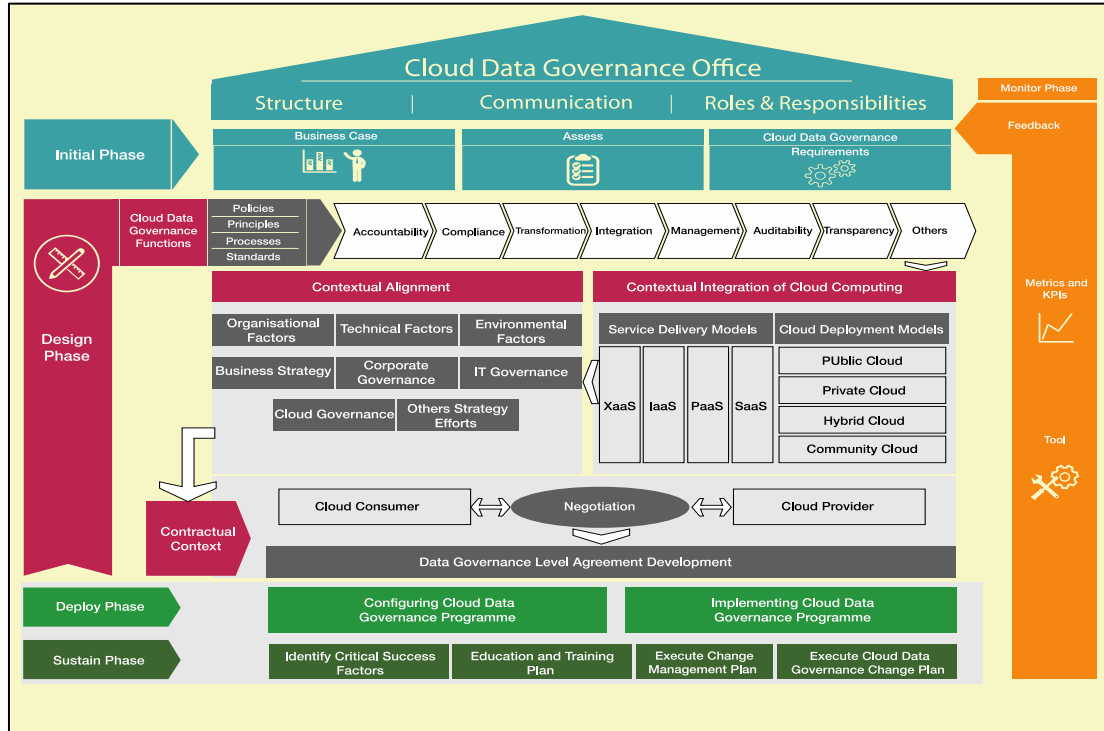 Cloud Data Governance Office
Structure
Communication
Roles & Responsibilities
Monitor Phase
Feedback
Initial Phase
Business Case
Assess
Cloud Data Governance
Requirements
Cloud Data
Governance
Functions
Policies
Principles
Processes
Standards
Accountability
Compliance
Transformation
Integration
Management
Auditability
Transparency
Others
Design
Phase
Contextual Alignment
Organisational
Factors
Technical Factors
Environmental
Factors
Business Strategy
Corporate
Governance
IT Governance
Cloud Governance
Others Strategy
Efforts
Contextual Integration of Cloud Computing
Service Delivery Models
XaaS
IaaS
PaaS
SaaS
Cloud Deployment Models
PUblic Cloud
Private Cloud
Hybrid Cloud
Community Cloud
Metrics and
KPIs
Tool
Contractual
Context
Cloud Consumer
Negotiation
Cloud Provider
Data Governance Level Agreement Development
Deploy Phase
Configuring Cloud Data
Governance Programme
Implementing Cloud Data
Governance Programme
Sustain Phase
Identify Critical Success
Factors
Education and Training
Plan
Execute Change
Management Plan
Execute Cloud Data
Governance Change Plan